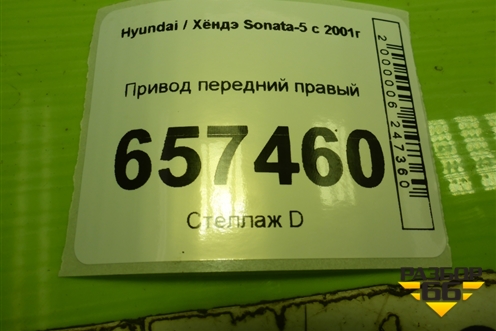 Hyundai / Хёндэ Sonata-5 с 2001г
Привод передний правый
657460
Стеллаж D
2000006247360
РАЗБОР
66